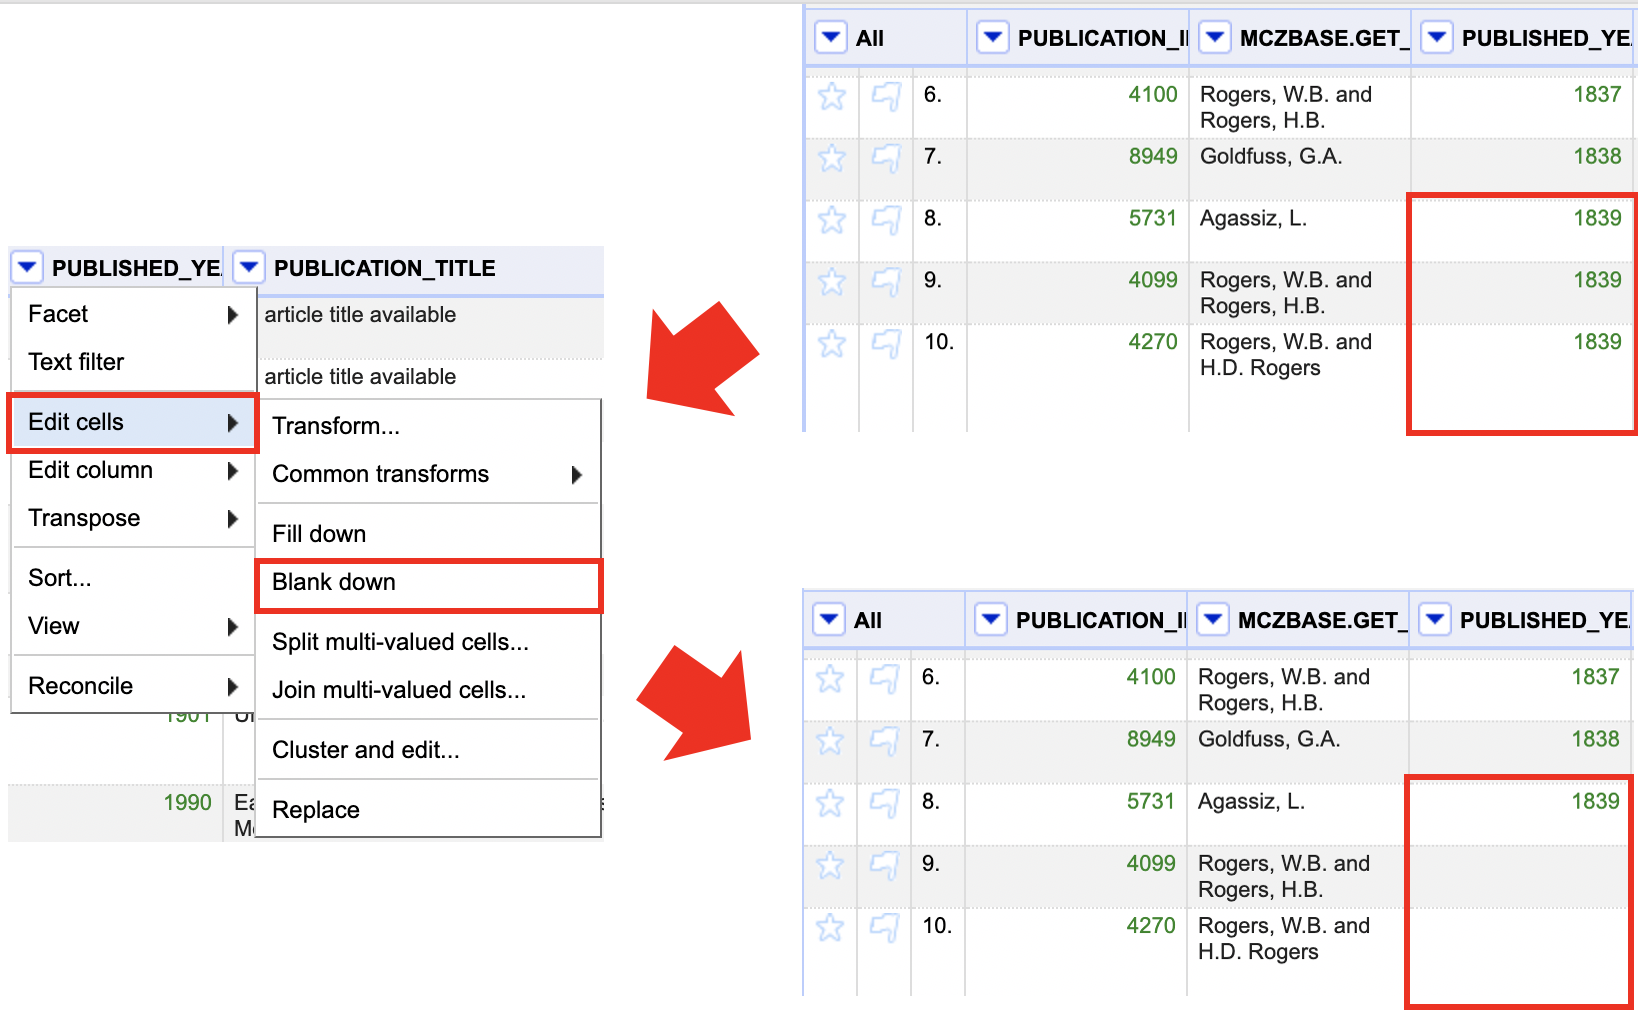 All PUBLICATION_I MCZBASE.GET_ PUBLISHED_YE
6. 4100 Rogers, W.B. and 1837
Rogers, H.B.
7. 8949 Goldfuss, G.A. 1838
8. 5731 Agassiz, L. 1839
9. 4099 Rogers, W.B. and 1839
Rogers, H.B.
10. 4270 Rogers, W.B. and 1839
H.D. Rogers
PUBLISHED_YE PUBLICATION_TITLE
article title available
article title available
Facet
Text filter
Edit cells
Edit column
Transpose
Sort...
View
Reconcile
Transform...
Common transforms
Fill down
Blank down
Split multi-valued cells...
Join multi-valued cells...
Cluster and edit...
Replace
1901
1990
All PUBLICATION_I MCZBASE.GET_ PUBLISHED_YE
6. 4100 Rogers, W.B. and 1837
Rogers, H.B.
7. 8949 Goldfuss, G.A. 1838
8. 5731 Agassiz, L. 1839
9. 4099 Rogers, W.B. and
Rogers, H.B.
10. 4270 Rogers, W.B. and
H.D. Rogers